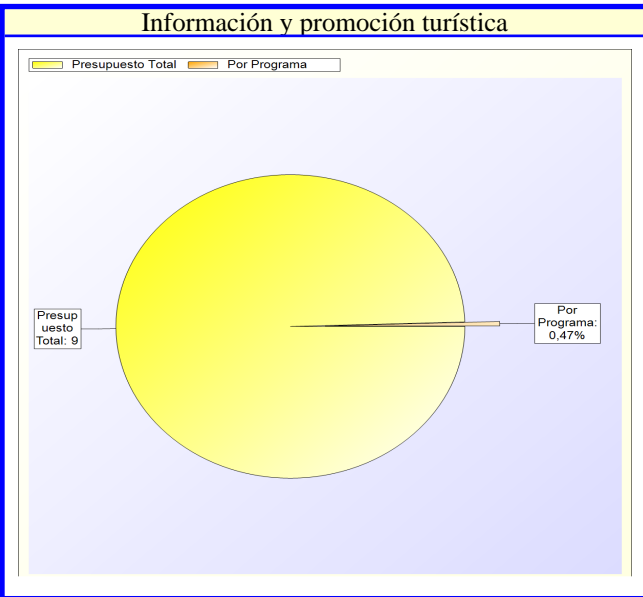 Información y promoción turística
Presupuesto Total Por Programa
Presup
uesto
Total: 9
Por
Programa:
0,47%